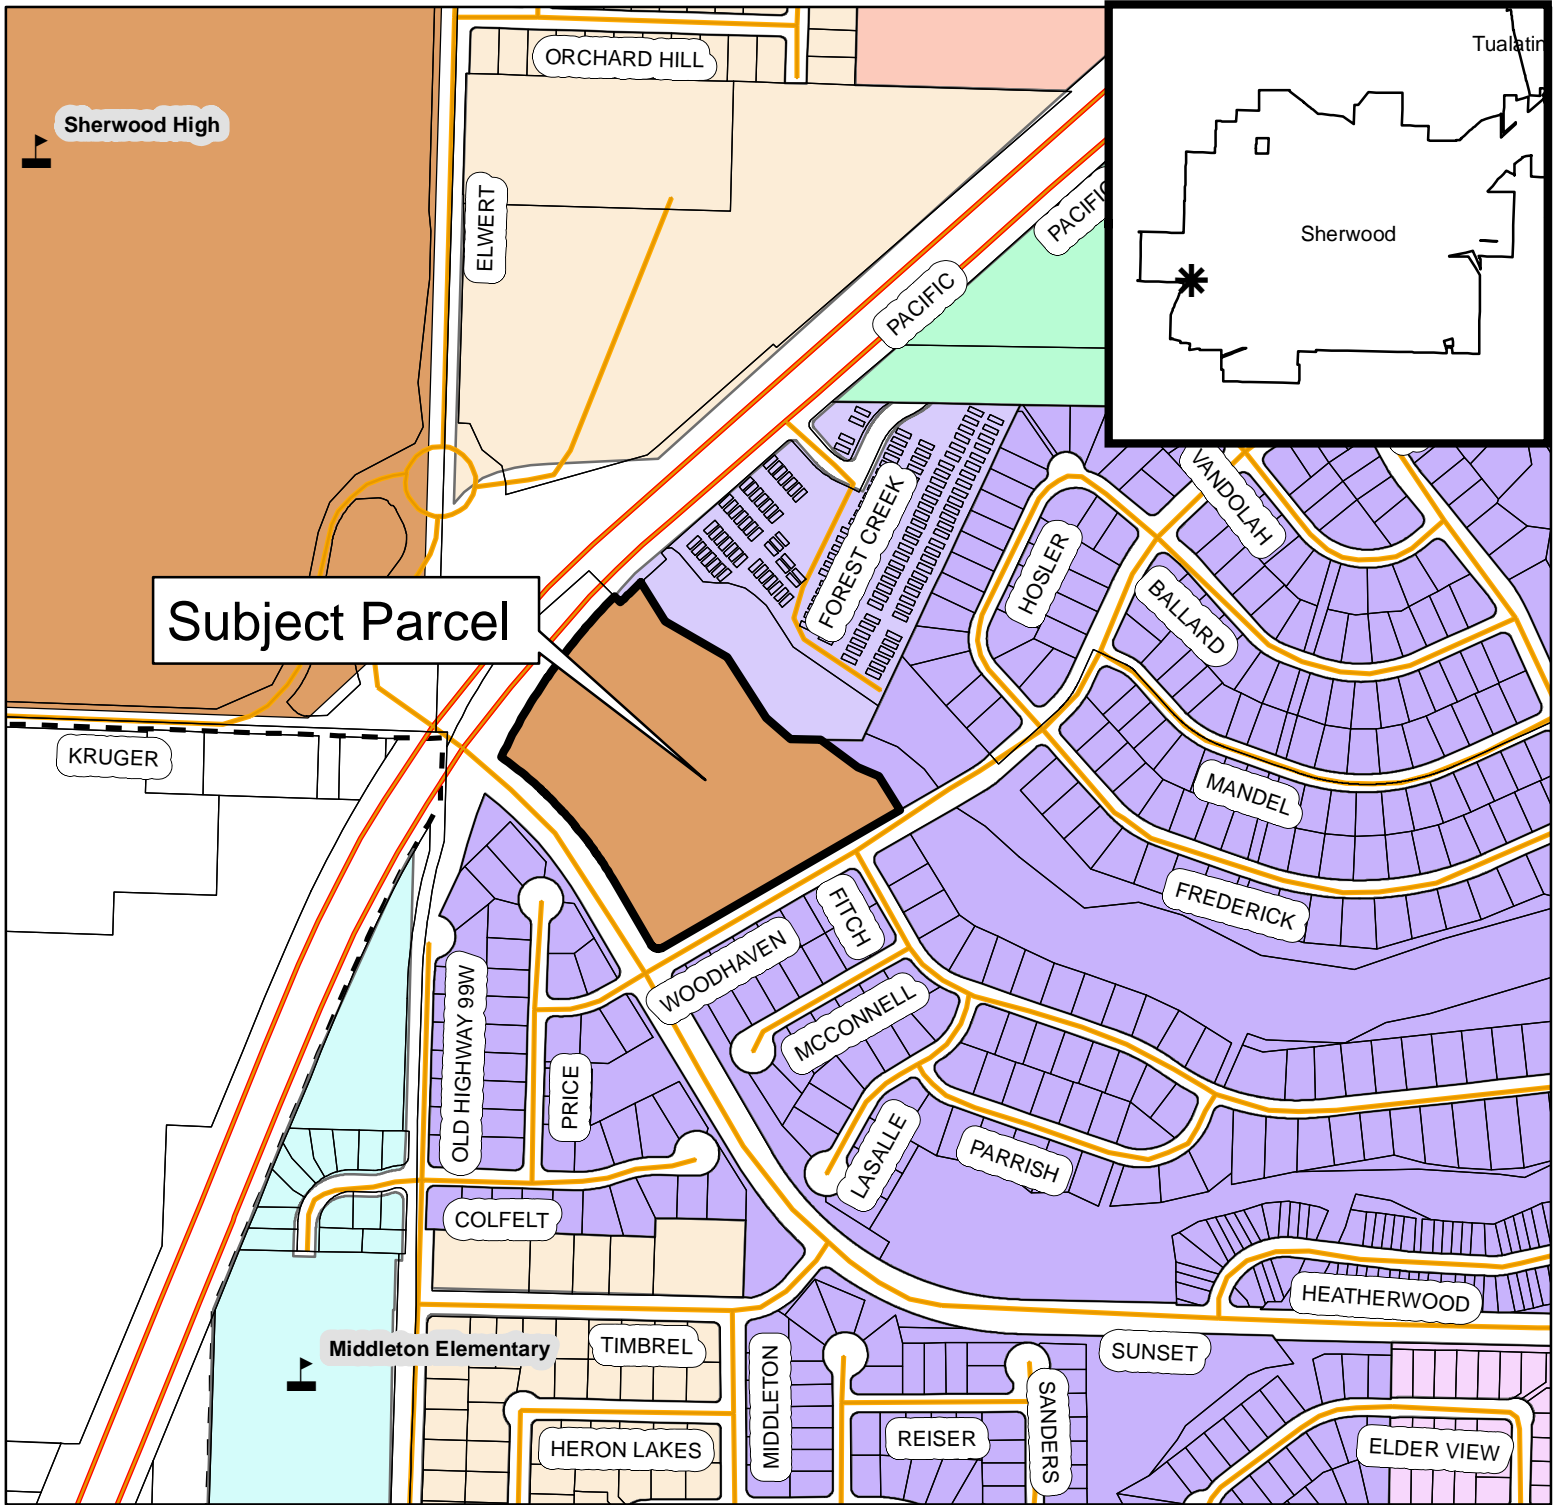 Tualatin
ORCHARD HILL
Sherwood High
ELWERT
PACIFIC
PACIFIC
Sherwood
VANDOLAH
FOREST CREEK
HOSLER
BALLARD
Subject Parcel
KRUGER
MANDEL
FREDERICK
FITCH
WOODHAVEN
MCCONNELL
OLD HIGHWAY 99W
PRICE
LASALLE
PARRISH
COLFELT
HEATHERWOOD
Middleton Elementary
TIMBREL
SUNSET
MIDDLETON
SANDERS
HERON LAKES
REISER
ELDER VIEW